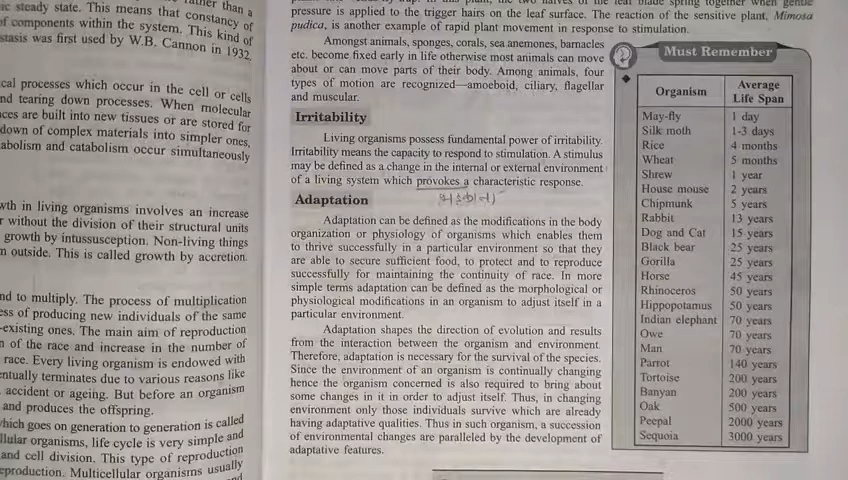 rather than a
ic steady state. This means that constancy of
of components within the system. This kind of
stasis was first used by W.B. Cannon in 1932.
cal processes which occur in the cell or cells
nd tearing down processes. When molecular
ces are built into new tissues or are stored for
down of complex materials into simpler ones,
abolism and catabolism occur simultaneously
wth in living organisms involves an increase
r without the division of their structural units
growth by intussusception. Non-living things
n outside. This is called growth by accretion.
nd to multiply. The process of multiplication
ess of producing new individuals of the same
-existing ones. The main aim of reproduction
n of the race and increase in the number of
race. Every living organism is endowed with
entually terminates due to various reasons like
accident or ageing. But before an organism
and produces the offspring.
which goes on generation to generation is called
llular organisms, life cycle is very simple and
and cell division. This type of reproduction
eproduction. Multicellular organisms usually
the two halves of the leaf blade spring together when gentle
pressure is applied to the trigger hairs on the leaf surface. The reaction of the sensitive plant, Mimosa
pudica, is another example of rapid plant movement in response to stimulation.
Amongst animals, sponges, corals, sea anemones, barnacles
etc. become fixed early in life otherwise most animals can move
about or can move parts of their body. Among animals, four
types of motion are recognized—amoeboid, ciliary, flagellar
and muscular.
Irritability
Living organisms possess fundamental power of irritability.
Irritability means the capacity to respond to stimulation. A stimulus
may be defined as a change in the internal or external environment
of a living system which provokes a characteristic response.
Adaptation
Adaptation can be defined as the modifications in the body
organization or physiology of organisms which enables them
to thrive successfully in a particular environment so that they
are able to secure sufficient food, to protect and to reproduce
successfully for maintaining the continuity of race. In more
simple terms adaptation can be defined as the morphological or
physiological modifications in an organism to adjust itself in a
particular environment.
Adaptation shapes the direction of evolution and results
from the interaction between the organism and environment.
Therefore, adaptation is necessary for the survival of the species.
Since the environment of an organism is continually changing
hence the organism concerned is also required to bring about
some changes in it in order to adjust itself. Thus, in changing
environment only those individuals survive which are already
having adaptative qualities. Thus in such organism, a succession
of environmental changes are paralleled by the development of
adaptative features.
Must Remember
Organism Average Life Span
May-fly 1 day
Silk moth 1-3 days
Rice 4 months
Wheat 5 months
Shrew 1 year
House mouse 2 years
Chipmunk 5 years
Rabbit 13 years
Dog and Cat 15 years
Black bear 25 years
Gorilla 25 years
Horse 45 years
Rhinoceros 50 years
Hippopotamus 50 years
Indian elephant 70 years
Owe 70 years
Man 70 years
Parrot 140 years
Tortoise 200 years
Banyan 200 years
Oak 500 years
Peepal 2000 years
Sequoia 3000 years